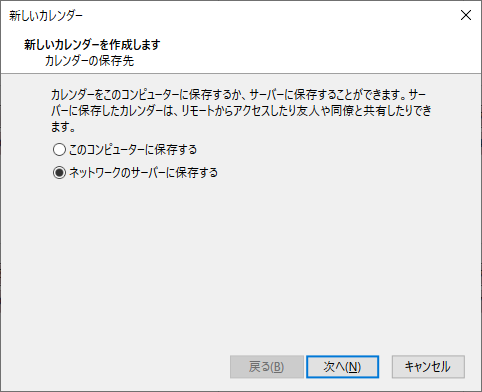 新しいカレンダー
新しいカレンダーを作成します
カレンダーの保存先
カレンダーをこのコンピューターに保存するか、サーバーに保存することができます。サー
バーに保存したカレンダーは、リモートからアクセスしたり友人や同僚と共有したりでき
ます。
このコンピューターに保存する
ネットワークのサーバーに保存する
戻る(B)
次へ(N)
キャンセル